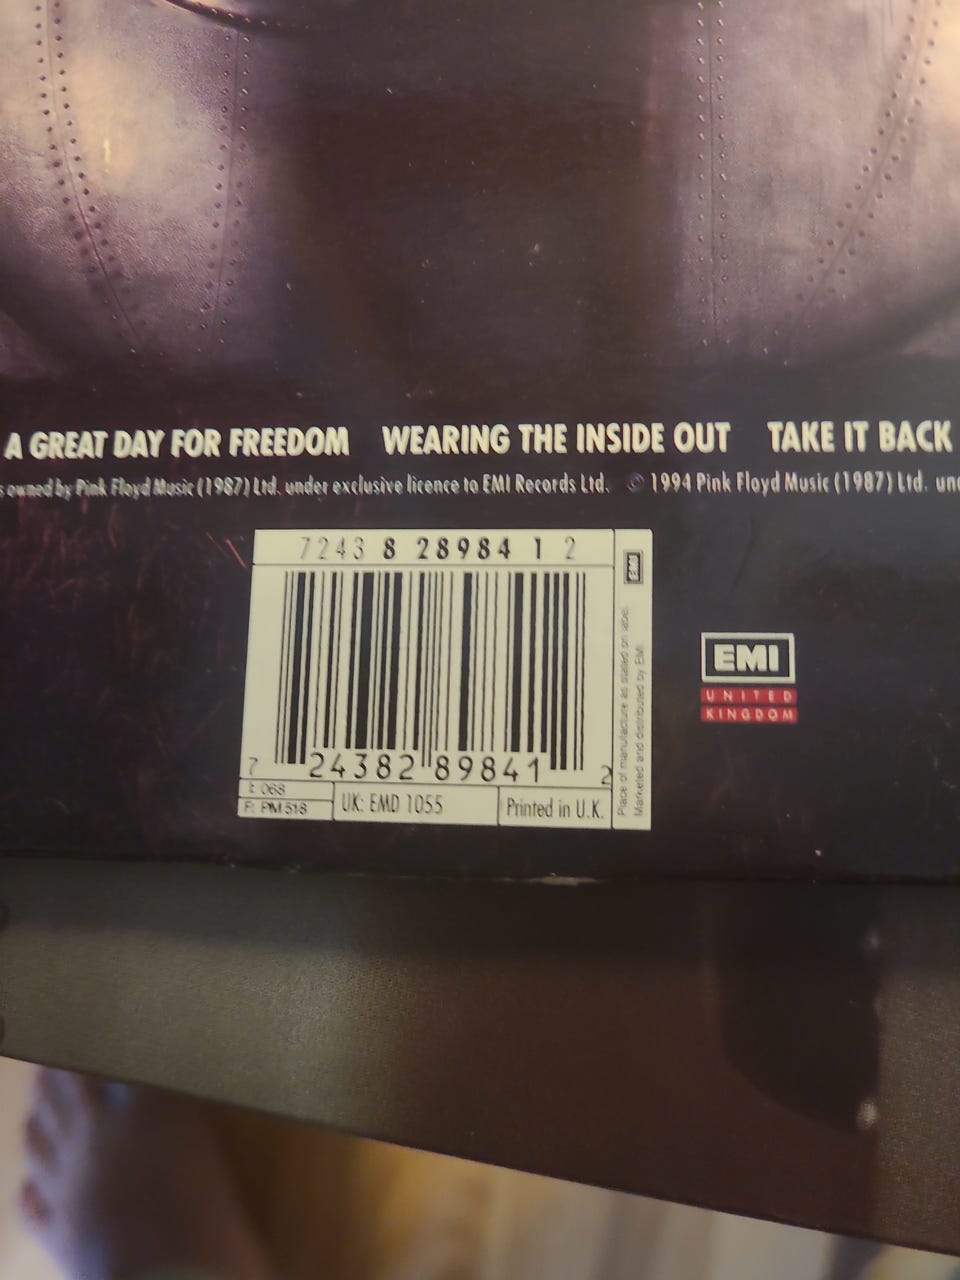 A GREAT DAY FOR FREEDOM WEARING THE INSIDE OUT TAKE IT BACK
owned by Pink Floyd Music (1987) Ltd. under exclusive licence to EMI Records Ltd. © 1994 Pink Floyd Music (1987) Ltd.
7243 8 28984 1 2
EMI
7 24382 89841 2
I: 068
F: PM 518
UK: EMD 1055
Printed in U.K.
Place of manufacture as stated on label.
Marketed and distributed by EMI
EMI
UNITED
KINGDOM